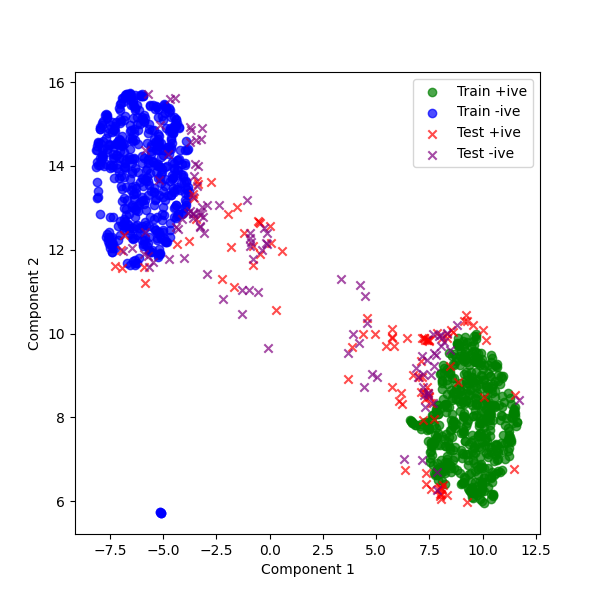 16
14
12
10
8
6
Component 2
−7.5 −5.0 −2.5 0.0 2.5 5.0 7.5 10.0 12.5
Component 1
Train +ive
Train -ive
Test +ive
Test -ive